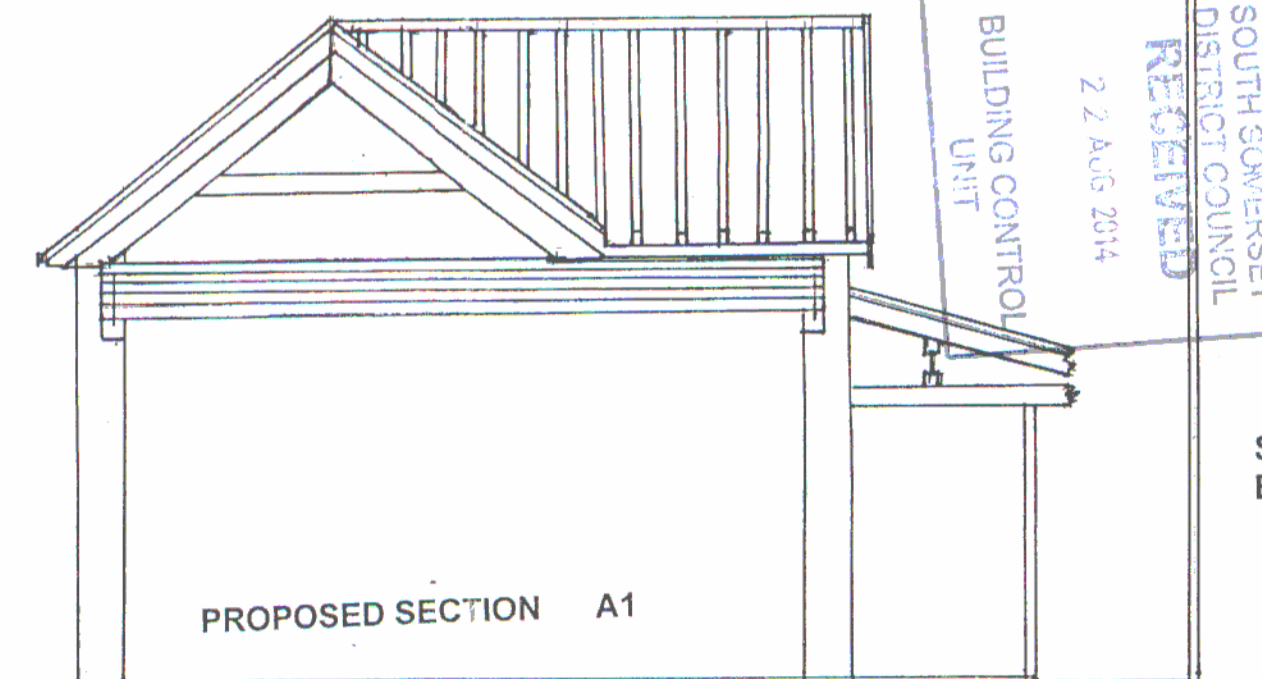 SOUTH SOMERSET
DISTRICT COUNCIL
RECEIVED
22 AUG 2014
BUILDING CONTROL
UNIT
PROPOSED SECTION A1